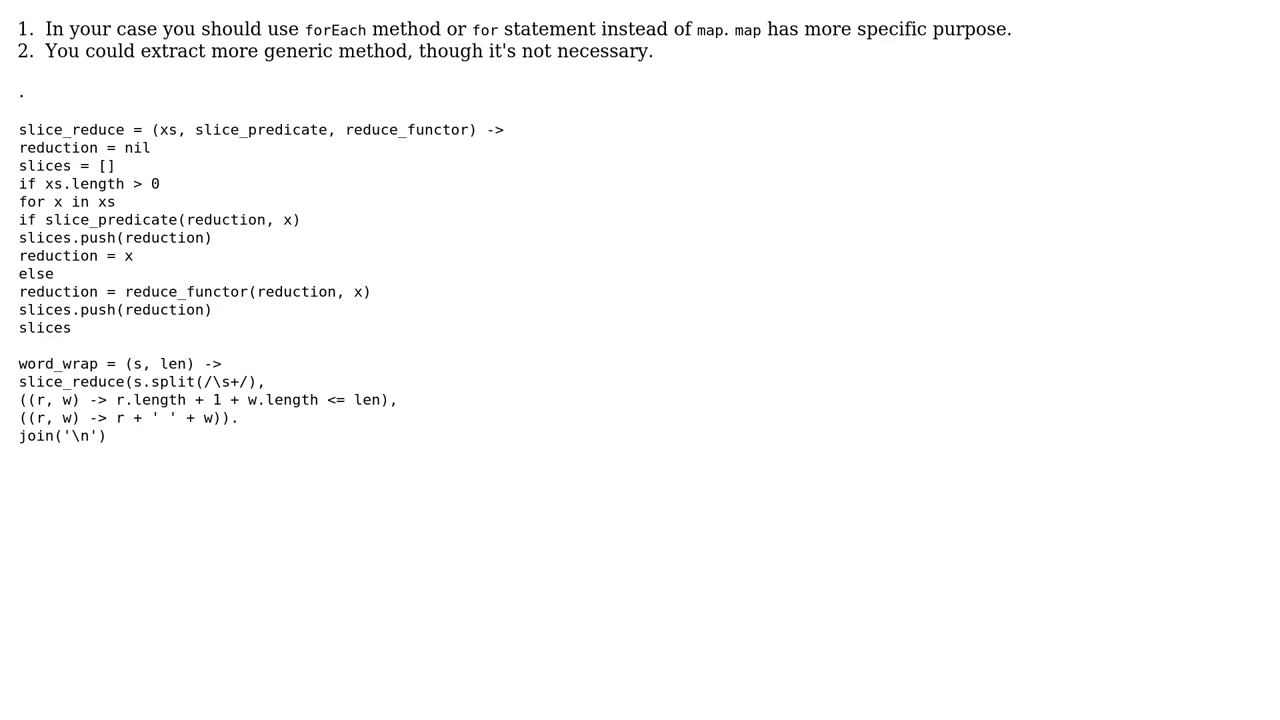 1. In your case you should use forEach method or for statement instead of map. map has more specific purpose.
2. You could extract more generic method, though it's not necessary.
.
slice_reduce = (xs, slice_predicate, reduce_functor) ->
reduction = nil
slices = []
if xs.length > 0
for x in xs
if slice_predicate(reduction, x)
slices.push(reduction)
reduction = x
else
reduction = reduce_functor(reduction, x)
slices.push(reduction)
slices
word_wrap = (s, len) ->
slice_reduce(s.split(/\s+/),
((r, w) -> r.length + 1 + w.length <= len),
((r, w) -> r + ' ' + w)).
join('\n')